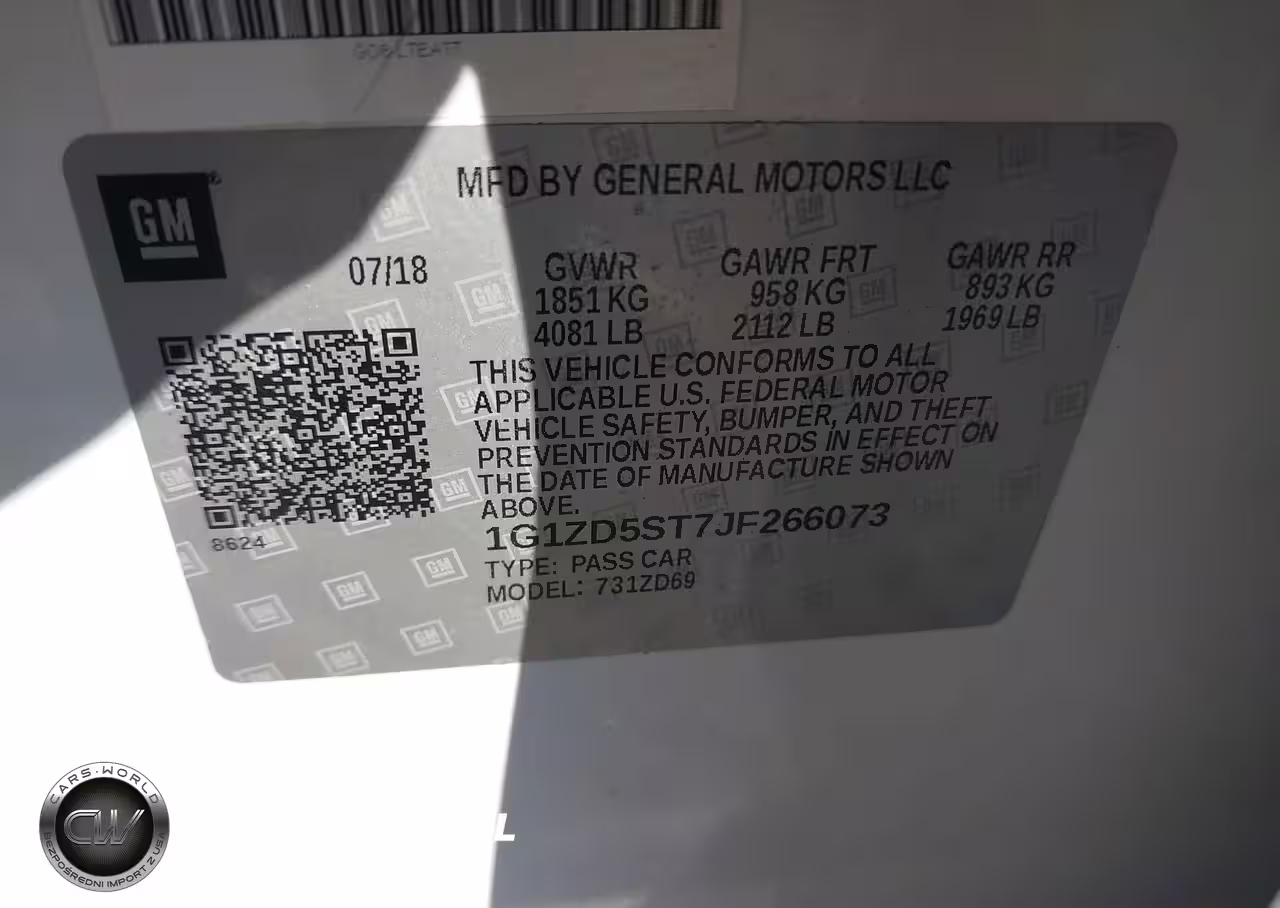 GM®
MFD BY GENERAL MOTORS LLC
07/18
GVWR GAWR FRT GAWR RR
1851 KG 958 KG 893 KG
4081 LB 2112 LB 1969 LB
THIS VEHICLE CONFORMS TO ALL
APPLICABLE U.S. FEDERAL MOTOR
VEHICLE SAFETY, BUMPER, AND THEFT
PREVENTION STANDARDS IN EFFECT ON
THE DATE OF MANUFACTURE SHOWN
ABOVE.
1G1ZD5ST7JF266073
TYPE: PASS CAR
MODEL: 731ZD69
8624
CARS·WORLD
CW
BEZPOŚREDNI IMPORT Z USA
L